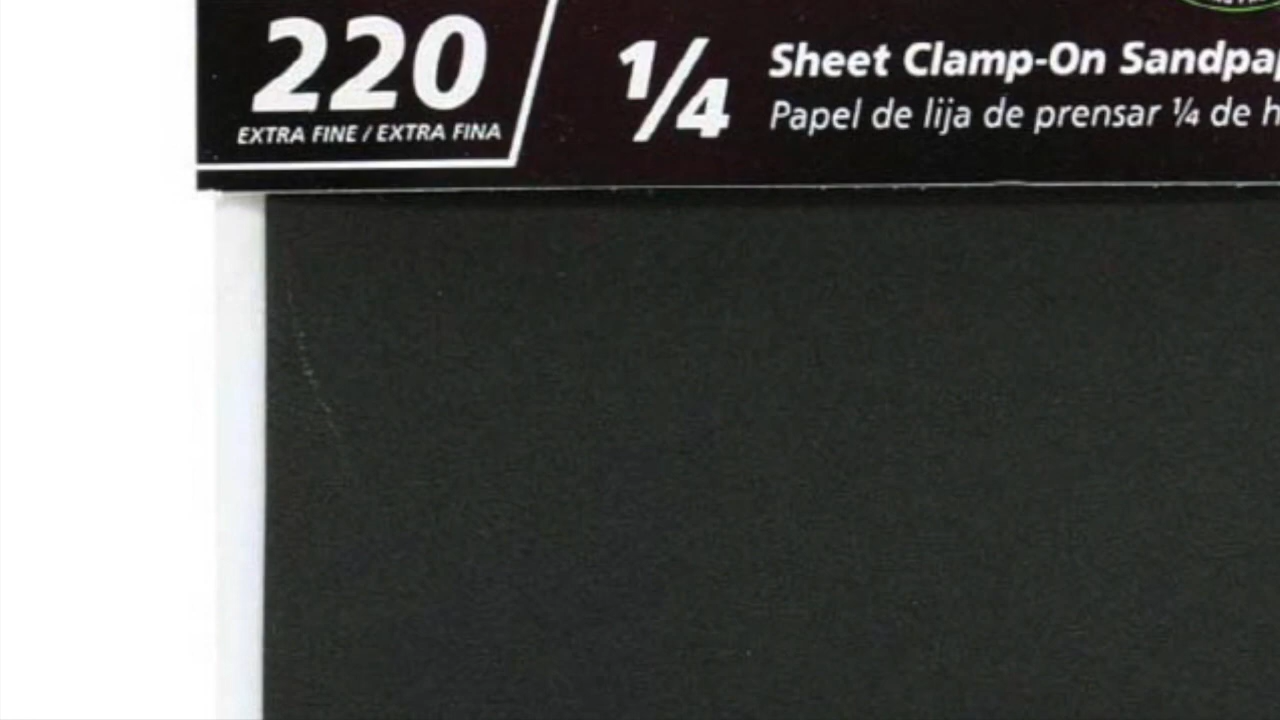 220
EXTRA FINE / EXTRA FINA
1/4
Sheet Clamp-On
Papel de lija de prensar ¼ de